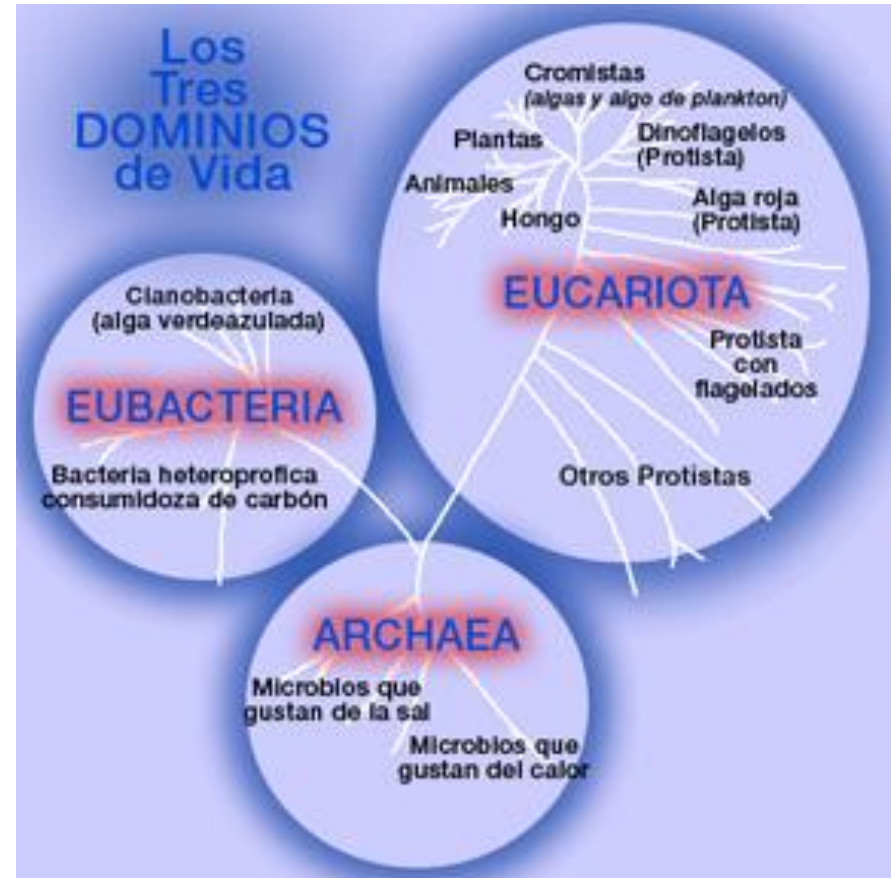 Los
Tres
DOMINIOS
de Vida
Cromistas
(algas y algo de plankton)
Plantas
Dinoflagelos
(Protista)
Animales
Alga roja
(Protista)
Hongo
EUCARIOTA
Protista
con
flagelados
Otros Protistas
Cianobacteria
(alga verdeazulada)
EUBACTERIA
Bacteria heteroprofica
consumidoza de carbón
ARCHAEA
Microbios que
gustan de la sal
Microbios que
gustan del calor